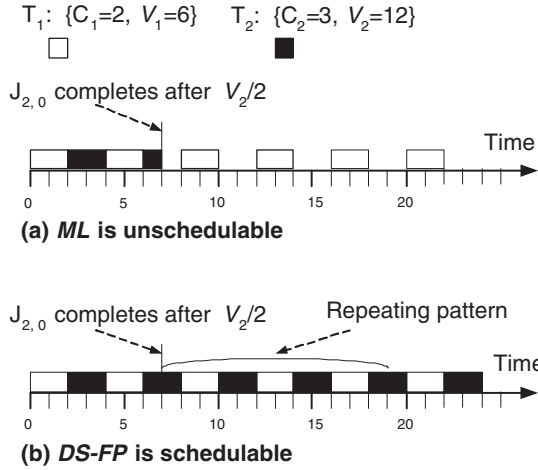 T1: {C1=2, V1=6} T2: {C2=3, V2=12}
J2, 0 completes after V2/2
Time
0 5 10 15 20
(a) ML is unschedulable
J2, 0 completes after V2/2 Repeating pattern
Time
0 5 10 15 20
(b) DS-FP is schedulable